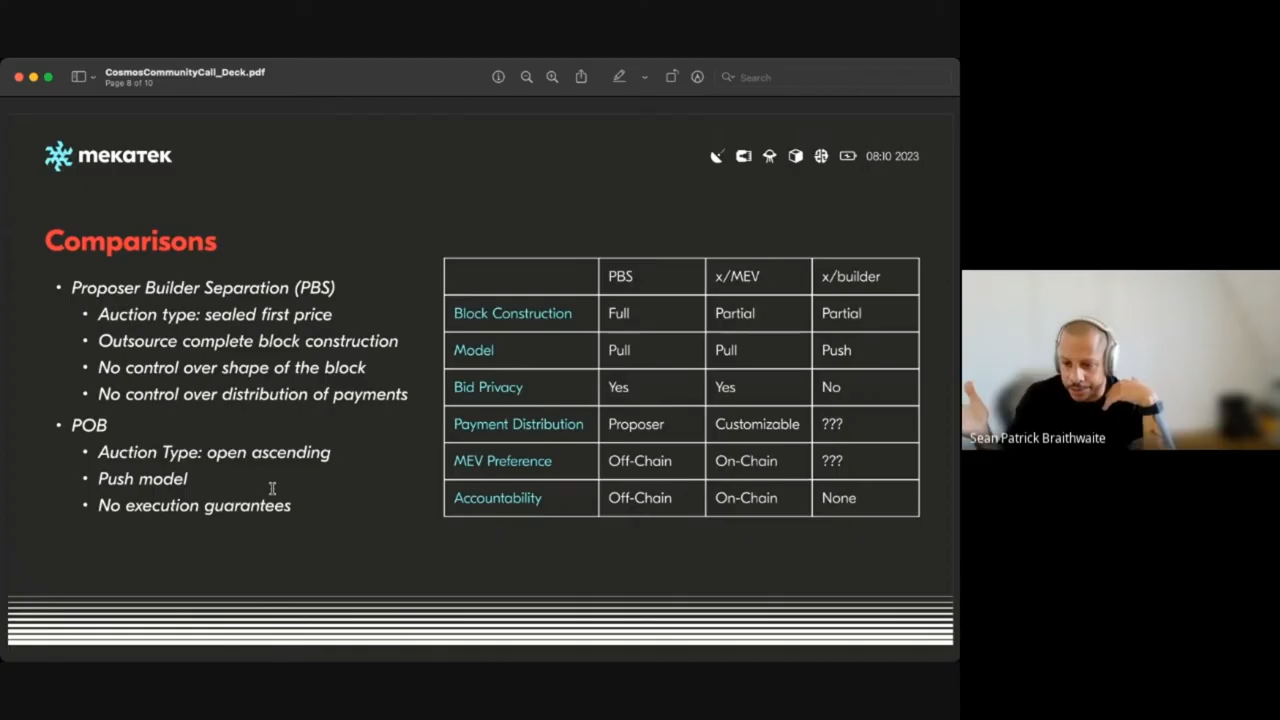 CosmosCommunityCall_Deck.pdf
Page 8 of 10
Search
mekatek
08:10 2023
Comparisons
• Proposer Builder Separation (PBS)
• Auction type: sealed first price
• Outsource complete block construction
• No control over shape of the block
• No control over distribution of payments
• POB
• Auction Type: open ascending
• Push model
• No execution guarantees
PBS x/MEV x/builder
Block Construction Full Partial Partial
Model Pull Pull Push
Bid Privacy Yes Yes No
Payment Distribution Proposer Customizable ???
MEV Preference Off-Chain On-Chain ???
Accountability Off-Chain On-Chain None
Sean Patrick Braithwaite